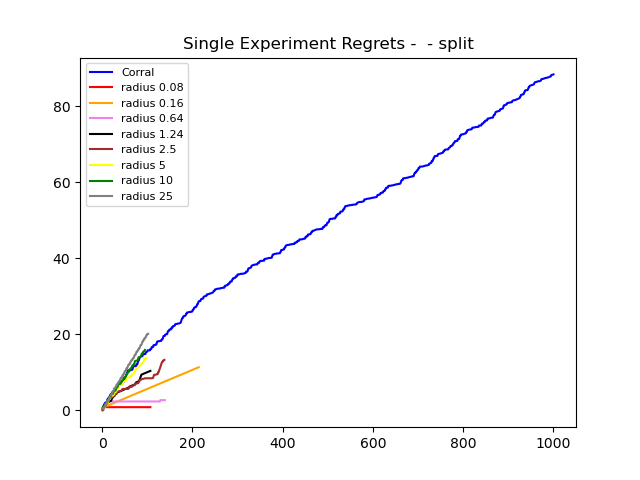 Single Experiment Regrets -  - split
Corral
radius 0.08
radius 0.16
radius 0.64
radius 1.24
radius 2.5
radius 5
radius 10
radius 25
80
60
40
20
0
0 200 400 600 800 1000